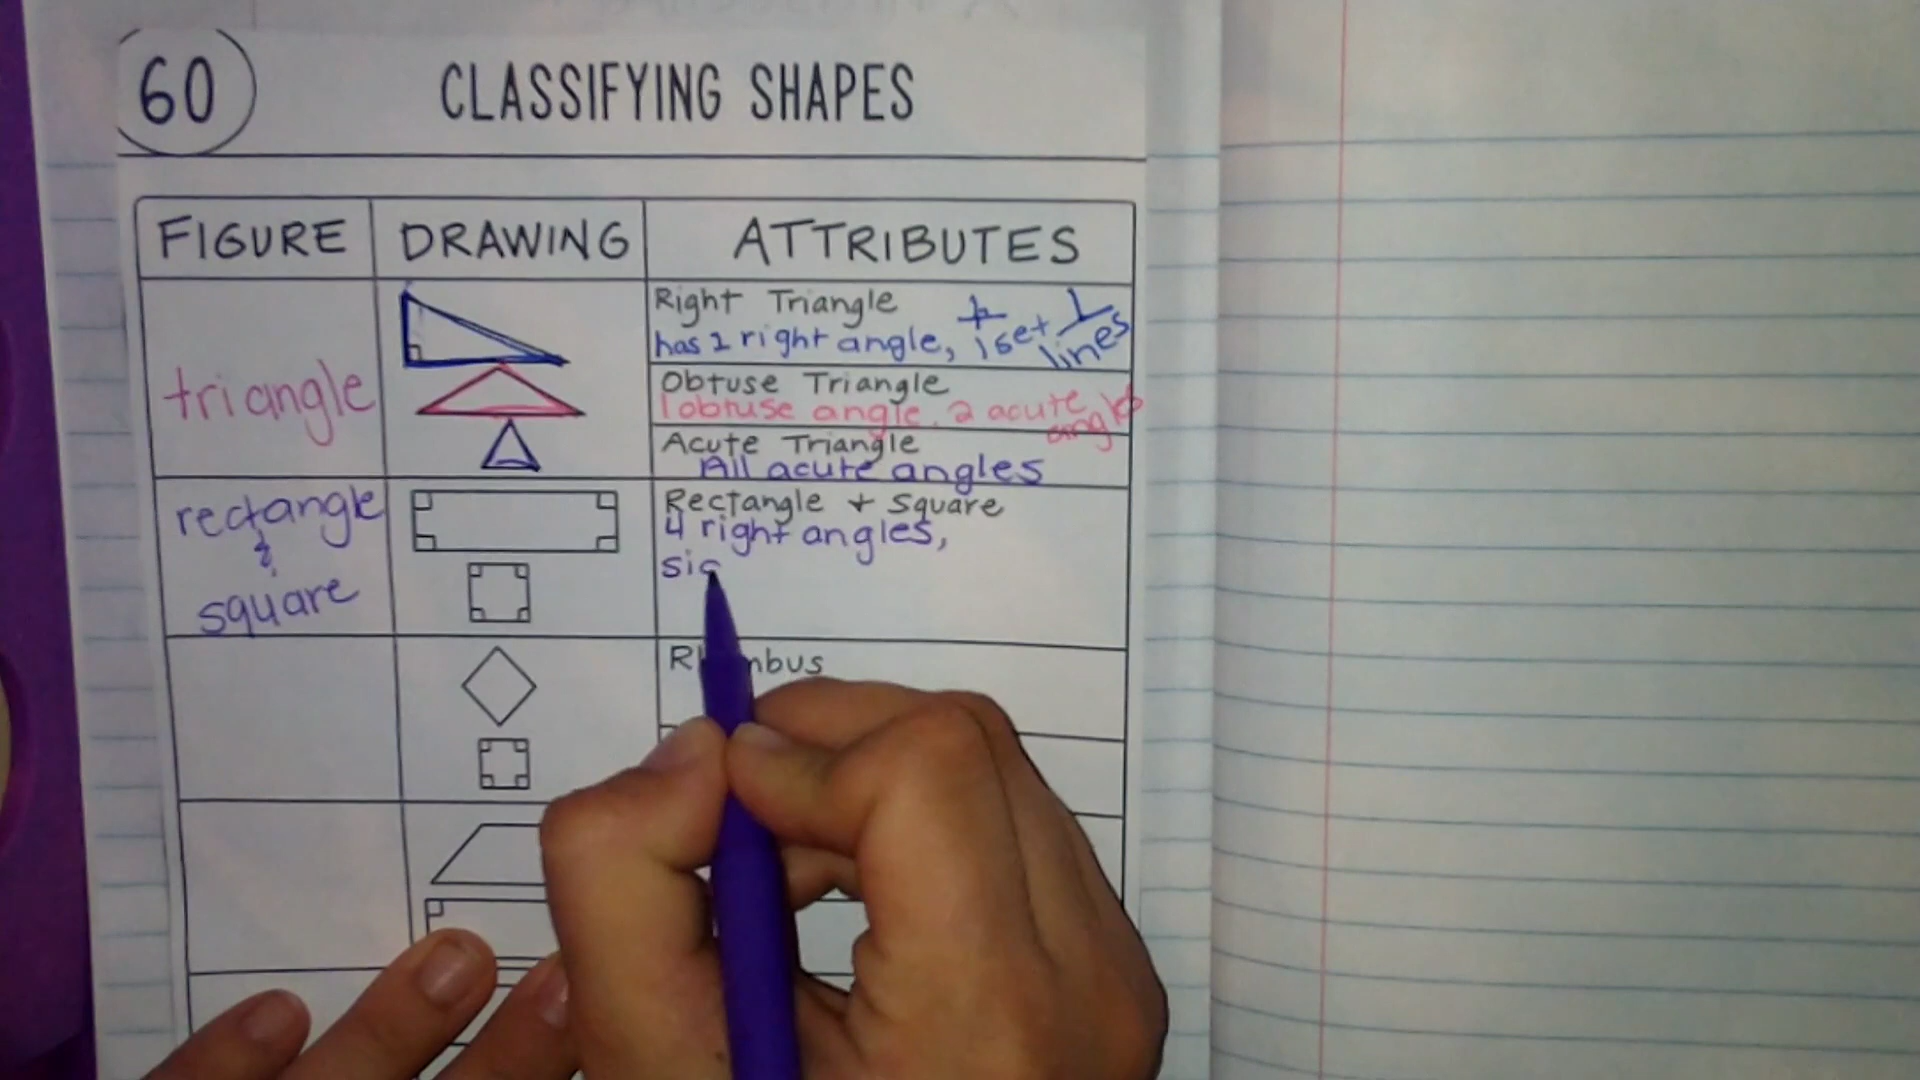 60
CLASSIFYING SHAPES
FIGURE DRAWING ATTRIBUTES
triangle
Right Triangle
has 1 right angle, 1 set ⊥
lines
Obtuse Triangle
1 obtuse angle, 2 acute
angles
Acute Triangle
All acute angles
rectangle
&
square
Rectangle + Square
4 right angles,
sid